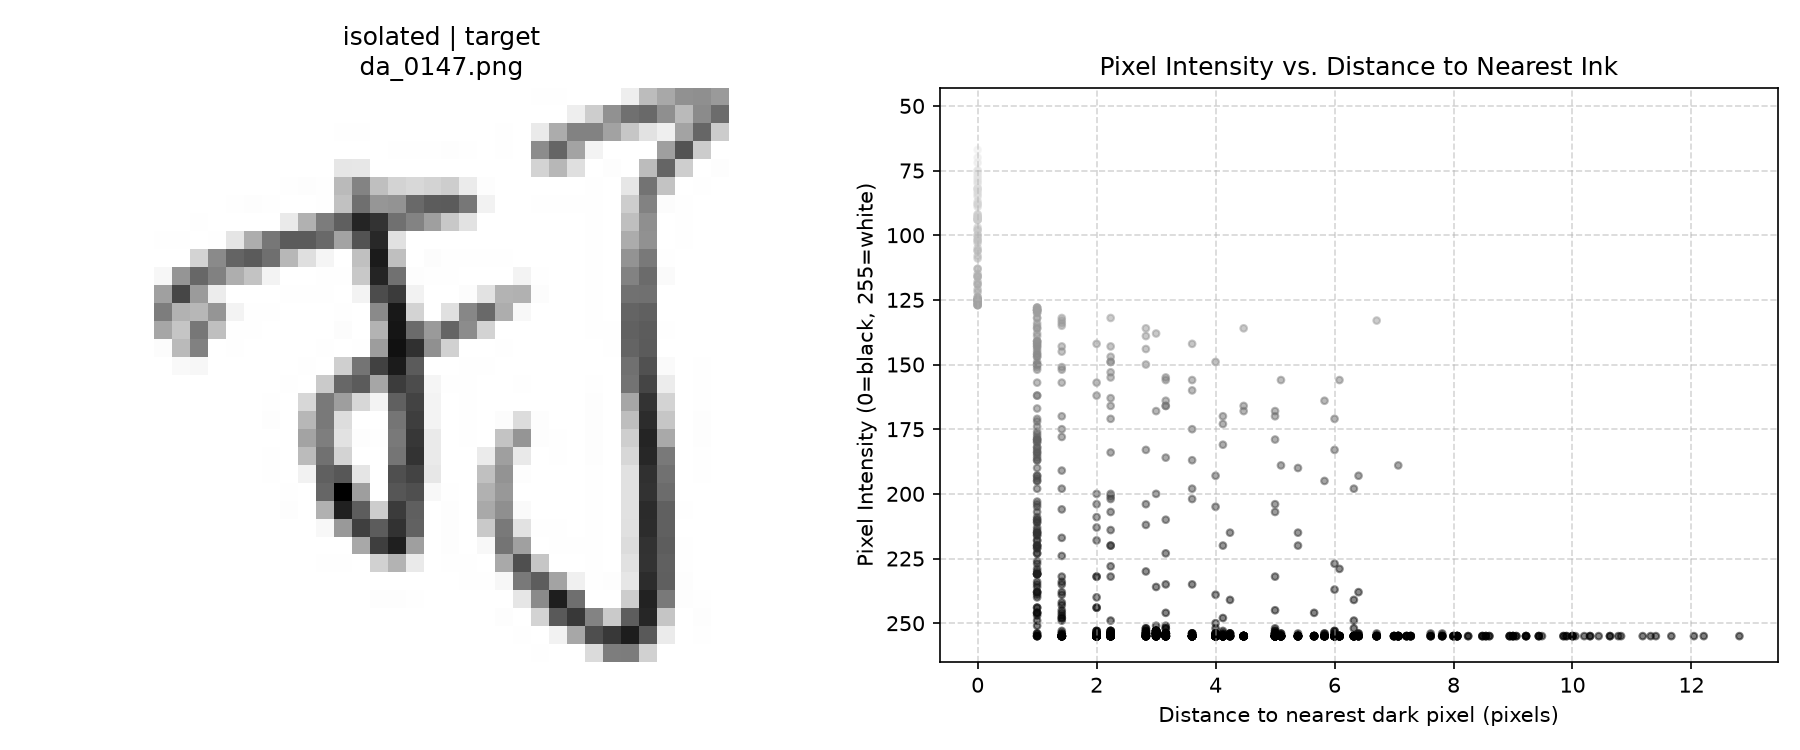 isolated | target
da_0147.png
Pixel Intensity vs. Distance to Nearest Ink
Pixel Intensity (0=black, 255=white)
50
75
100
125
150
175
200
225
250
0 2 4 6 8 10 12
Distance to nearest dark pixel (pixels)